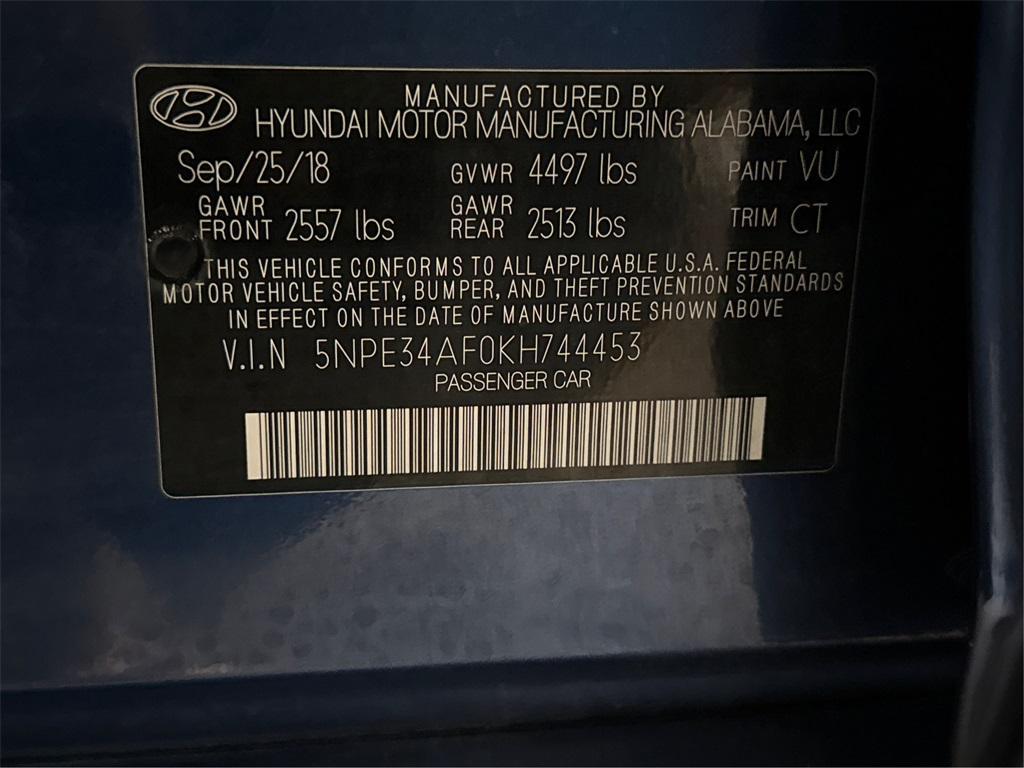 MANUFACTURED BY
HYUNDAI MOTOR MANUFACTURING ALABAMA, LLC
Sep/25/18 GVWR 4497 lbs PAINT VU
GAWR FRONT 2557 lbs GAWR REAR 2513 lbs TRIM CT
THIS VEHICLE CONFORMS TO ALL APPLICABLE U.S.A. FEDERAL
MOTOR VEHICLE SAFETY, BUMPER, AND THEFT PREVENTION STANDARDS
IN EFFECT ON THE DATE OF MANUFACTURE SHOWN ABOVE
V.I.N 5NPE34AF0KH744453
PASSENGER CAR